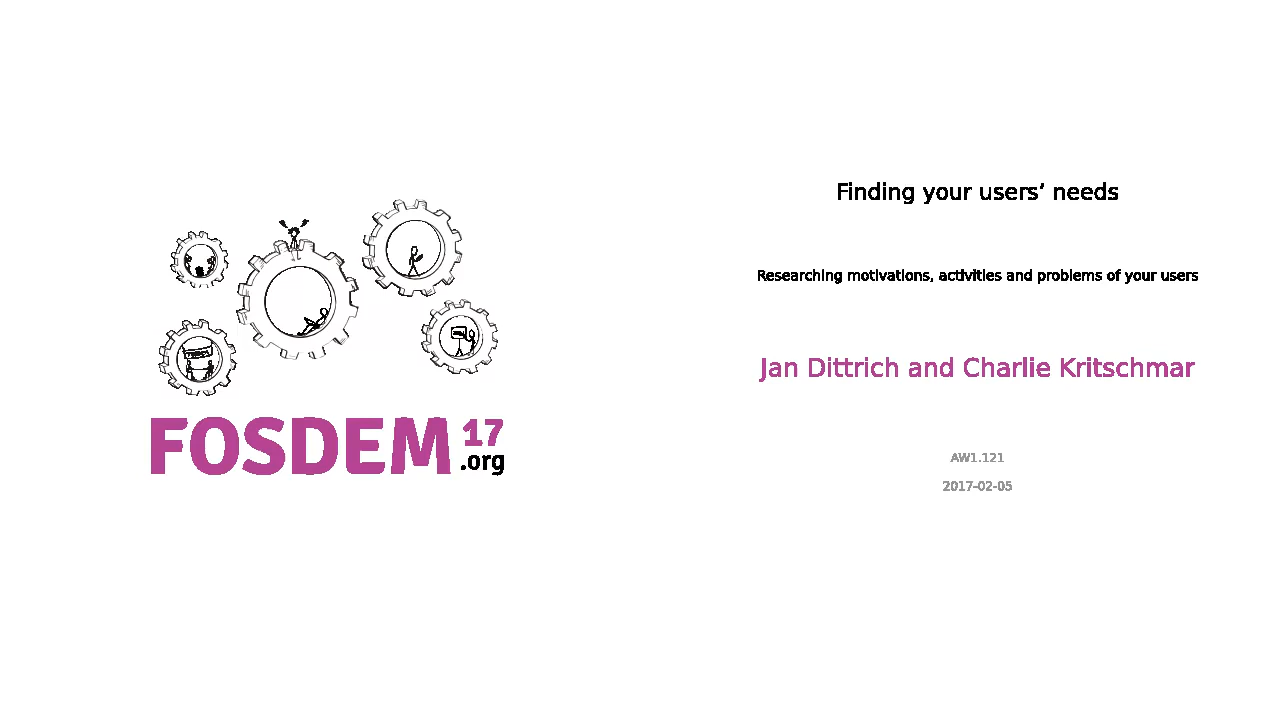 FOSDEM 17
.org
Finding your users’ needs
Researching motivations, activities and problems of your users
Jan Dittrich and Charlie Kritschmar
AW1.121
2017-02-05